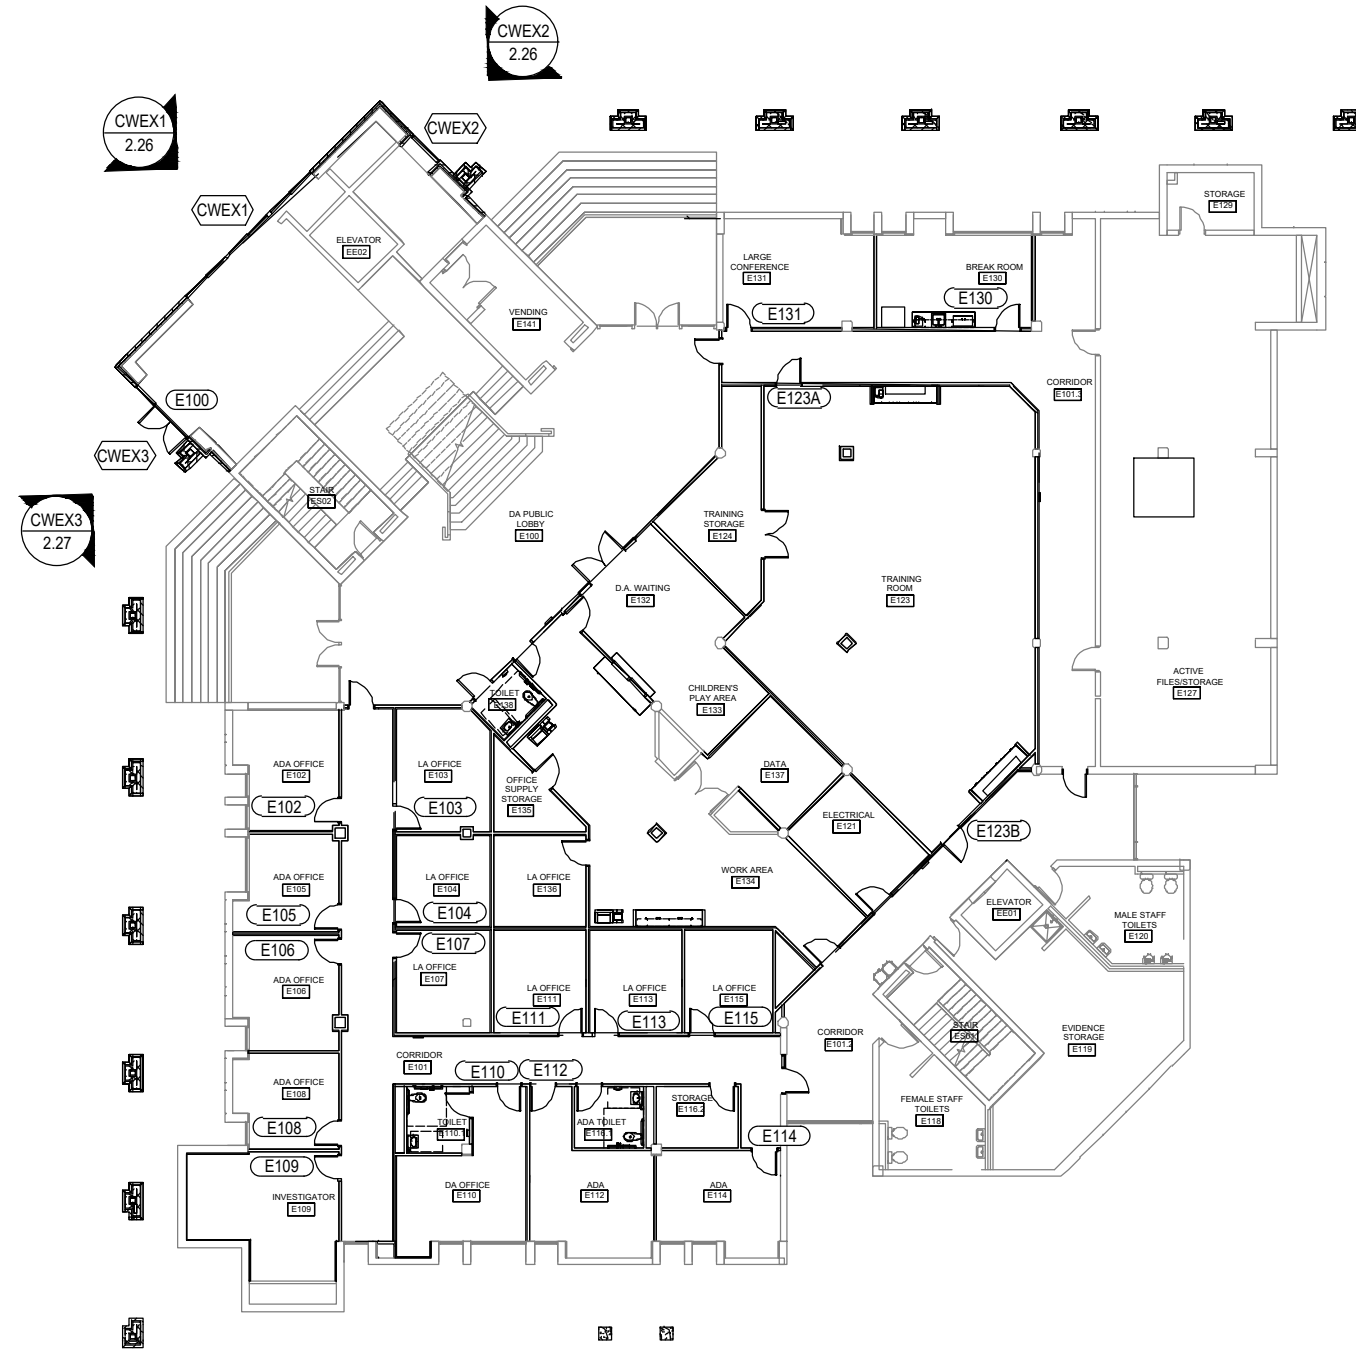 CWEX2
2.26
CWEX1
2.26
CWEX2
CWEX1
STORAGE
E129
ELEVATOR
EE02
LARGE
CONFERENCE
E131
BREAK ROOM
E130
E131
E130
VENDING
E141
E100
E123A
CORRIDOR
CWEX3
STAIR
ES02
CWEX3
2.27
DA PUBLIC
LOBBY
E100
TRAINING
STORAGE
E124
D.A. WAITING
E132
TRAINING
ROOM
E123
ACTIVE
FILES/STORAGE
E127
TOILET
E138
CHILDREN'S
PLAY AREA
E133
ADA OFFICE
E102
E102
LA OFFICE
E103
E103
OFFICE
SUPPLY
STORAGE
E135
DATA
E137
ELECTRICAL
E121
E123B
ADA OFFICE
E105
E105
LA OFFICE
E104
E104
LA OFFICE
E136
WORK AREA
E134
ELEVATOR
EE01
MALE STAFF
TOILETS
E120
E106
ADA OFFICE
E106
E107
LA OFFICE
E107
LA OFFICE
E111
E111
LA OFFICE
E113
E113
LA OFFICE
E115
E115
CORRIDOR
E101.2
STAIR
ES01
EVIDENCE
STORAGE
E119
CORRIDOR
E101
E110
E112
ADA OFFICE
E108
E108
TOILET
E110.
ADA TOILET
STORAGE
E116.2
E114
FEMALE STAFF
TOILETS
E118
E109
INVESTIGATOR
E109
DA OFFICE
E110
ADA
E112
ADA
E114